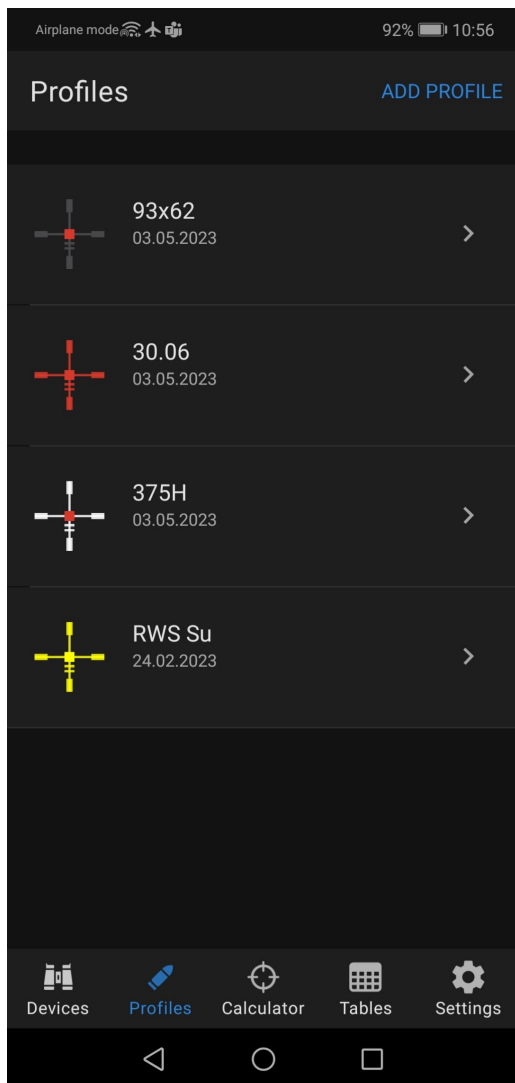 Airplane mode 92% 10:56
Profiles ADD PROFILE
93x62
03.05.2023
30.06
03.05.2023
375H
03.05.2023
RWS Su
24.02.2023
Devices Profiles Calculator Tables Settings